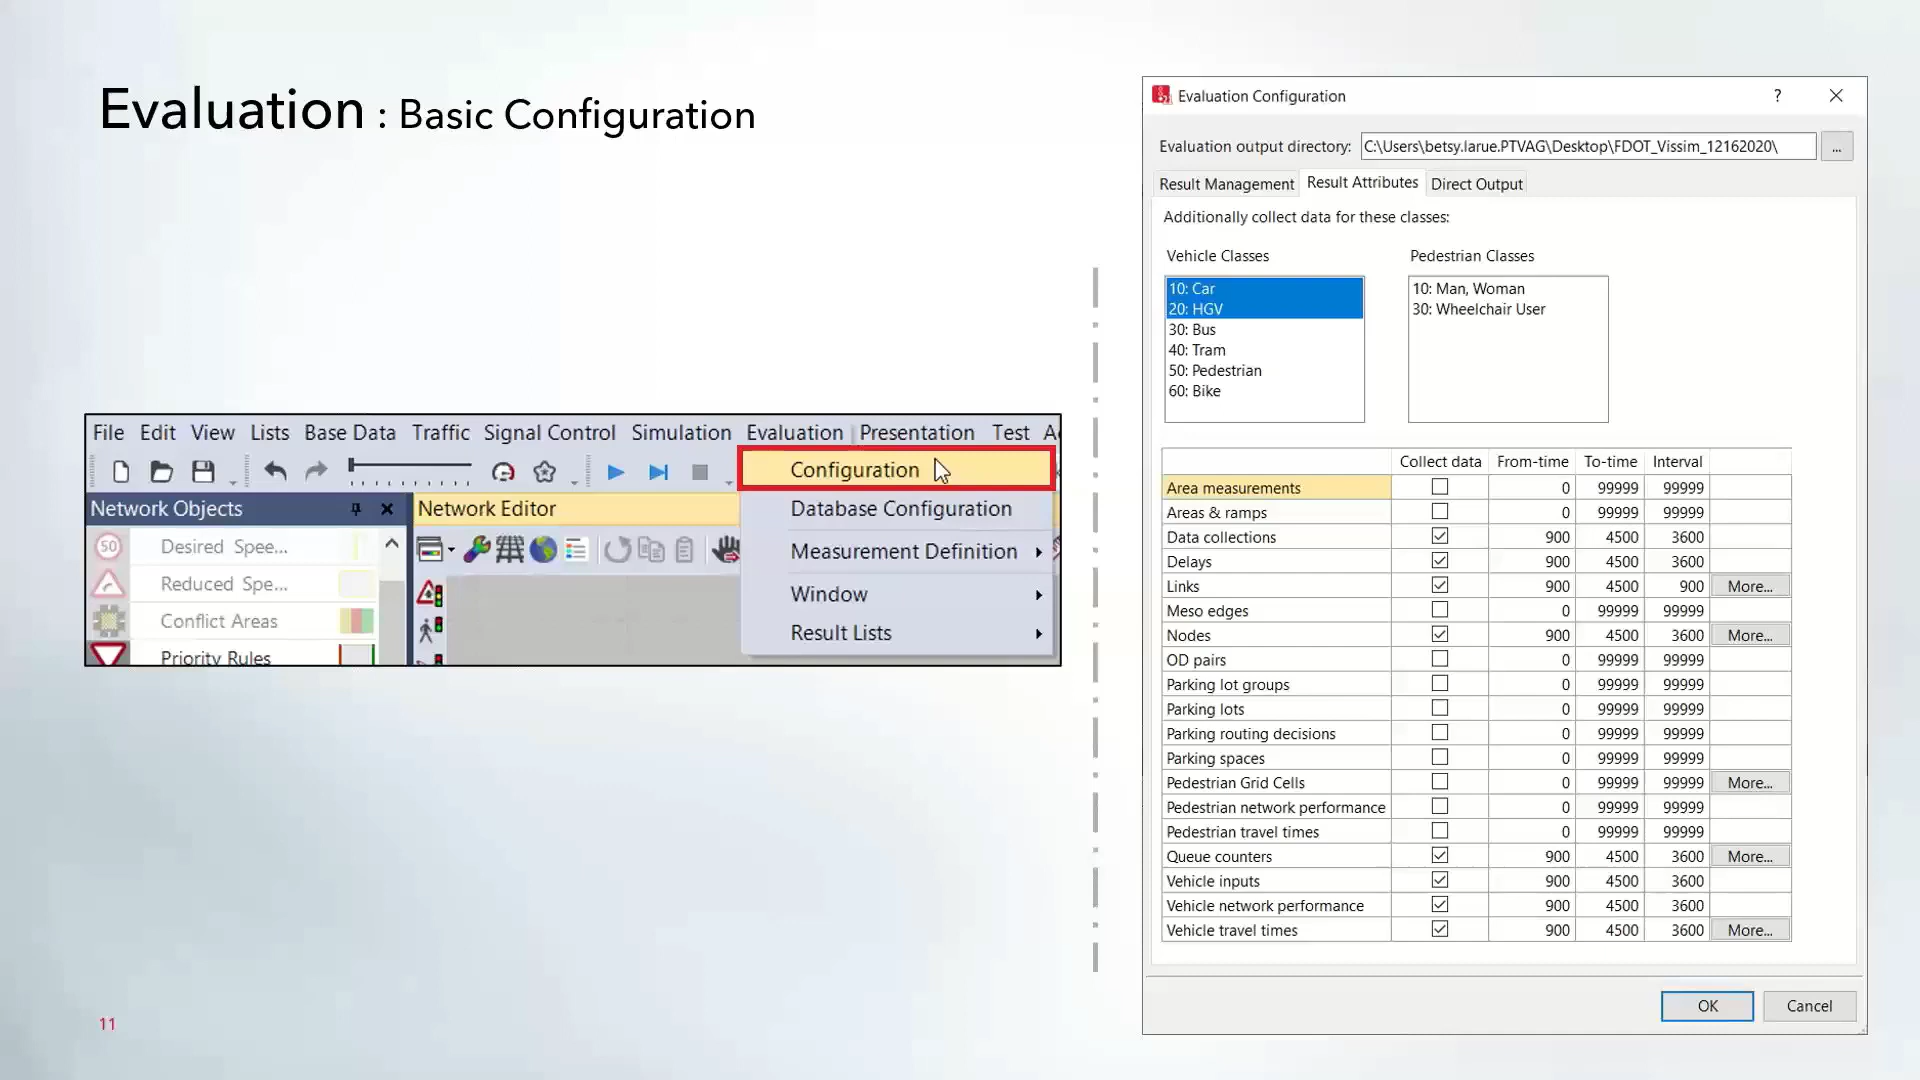 Evaluation : Basic Configuration
File Edit View Lists Base Data Traffic Signal Control Simulation Evaluation Presentation Test
Configuration
Network Objects
Network Editor
Database Configuration
50 Desired Spee...
Measurement Definition
Reduced Spe...
Window
Conflict Areas
Result Lists
Priority Rules
11
Evaluation Configuration ?
Evaluation output directory: C:\Users\betsy.larue.PTVAG\Desktop\FDOT_Vissim_12162020\ ...
Result Management Result Attributes Direct Output
Additionally collect data for these classes:
Vehicle Classes Pedestrian Classes
10: Car 10: Man, Woman
20: HGV 30: Wheelchair User
30: Bus
40: Tram
50: Pedestrian
60: Bike
Collect data From-time To-time Interval
Area measurements 0 99999 99999
Areas & ramps 0 99999 99999
Data collections 900 4500 3600
Delays 900 4500 3600
Links 900 4500 900 More...
Meso edges 0 99999 99999
Nodes 900 4500 3600 More...
OD pairs 0 99999 99999
Parking lot groups 0 99999 99999
Parking lots 0 99999 99999
Parking routing decisions 0 99999 99999
Parking spaces 0 99999 99999
Pedestrian Grid Cells 0 99999 99999 More...
Pedestrian network performance 0 99999 99999
Pedestrian travel times 0 99999 99999
Queue counters 900 4500 3600 More...
Vehicle inputs 900 4500 3600
Vehicle network performance 900 4500 3600
Vehicle travel times 900 4500 3600 More...
OK Cancel